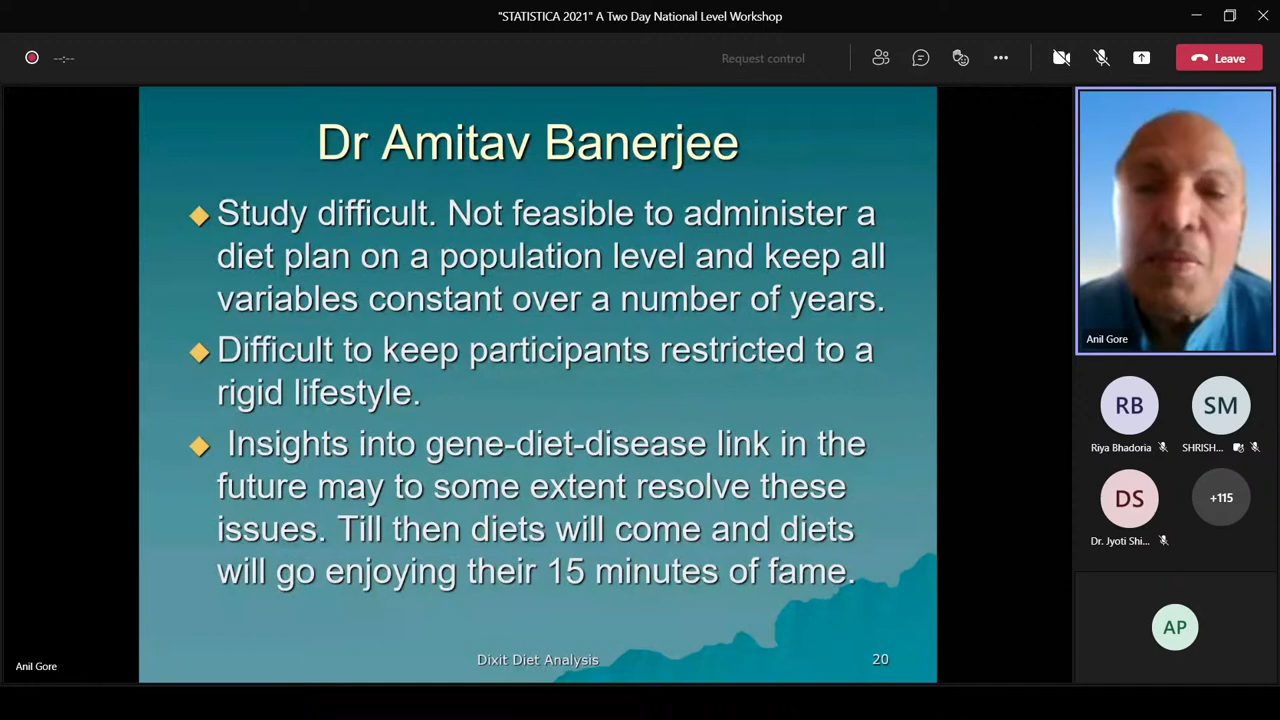 "STATISTICA 2021" A Two Day National Level Workshop
--:--
Request control
Leave
Dr Amitav Banerjee
Study difficult. Not feasible to administer a
diet plan on a population level and keep all
variables constant over a number of years.
Difficult to keep participants restricted to a
rigid lifestyle.
Insights into gene-diet-disease link in the
future may to some extent resolve these
issues. Till then diets will come and diets
will go enjoying their 15 minutes of fame.
Dixit Diet Analysis
20
Anil Gore
Anil Gore
RB
SM
Riya Bhadoria
SHRISH...
DS
+115
Dr. Jyoti Shi...
AP